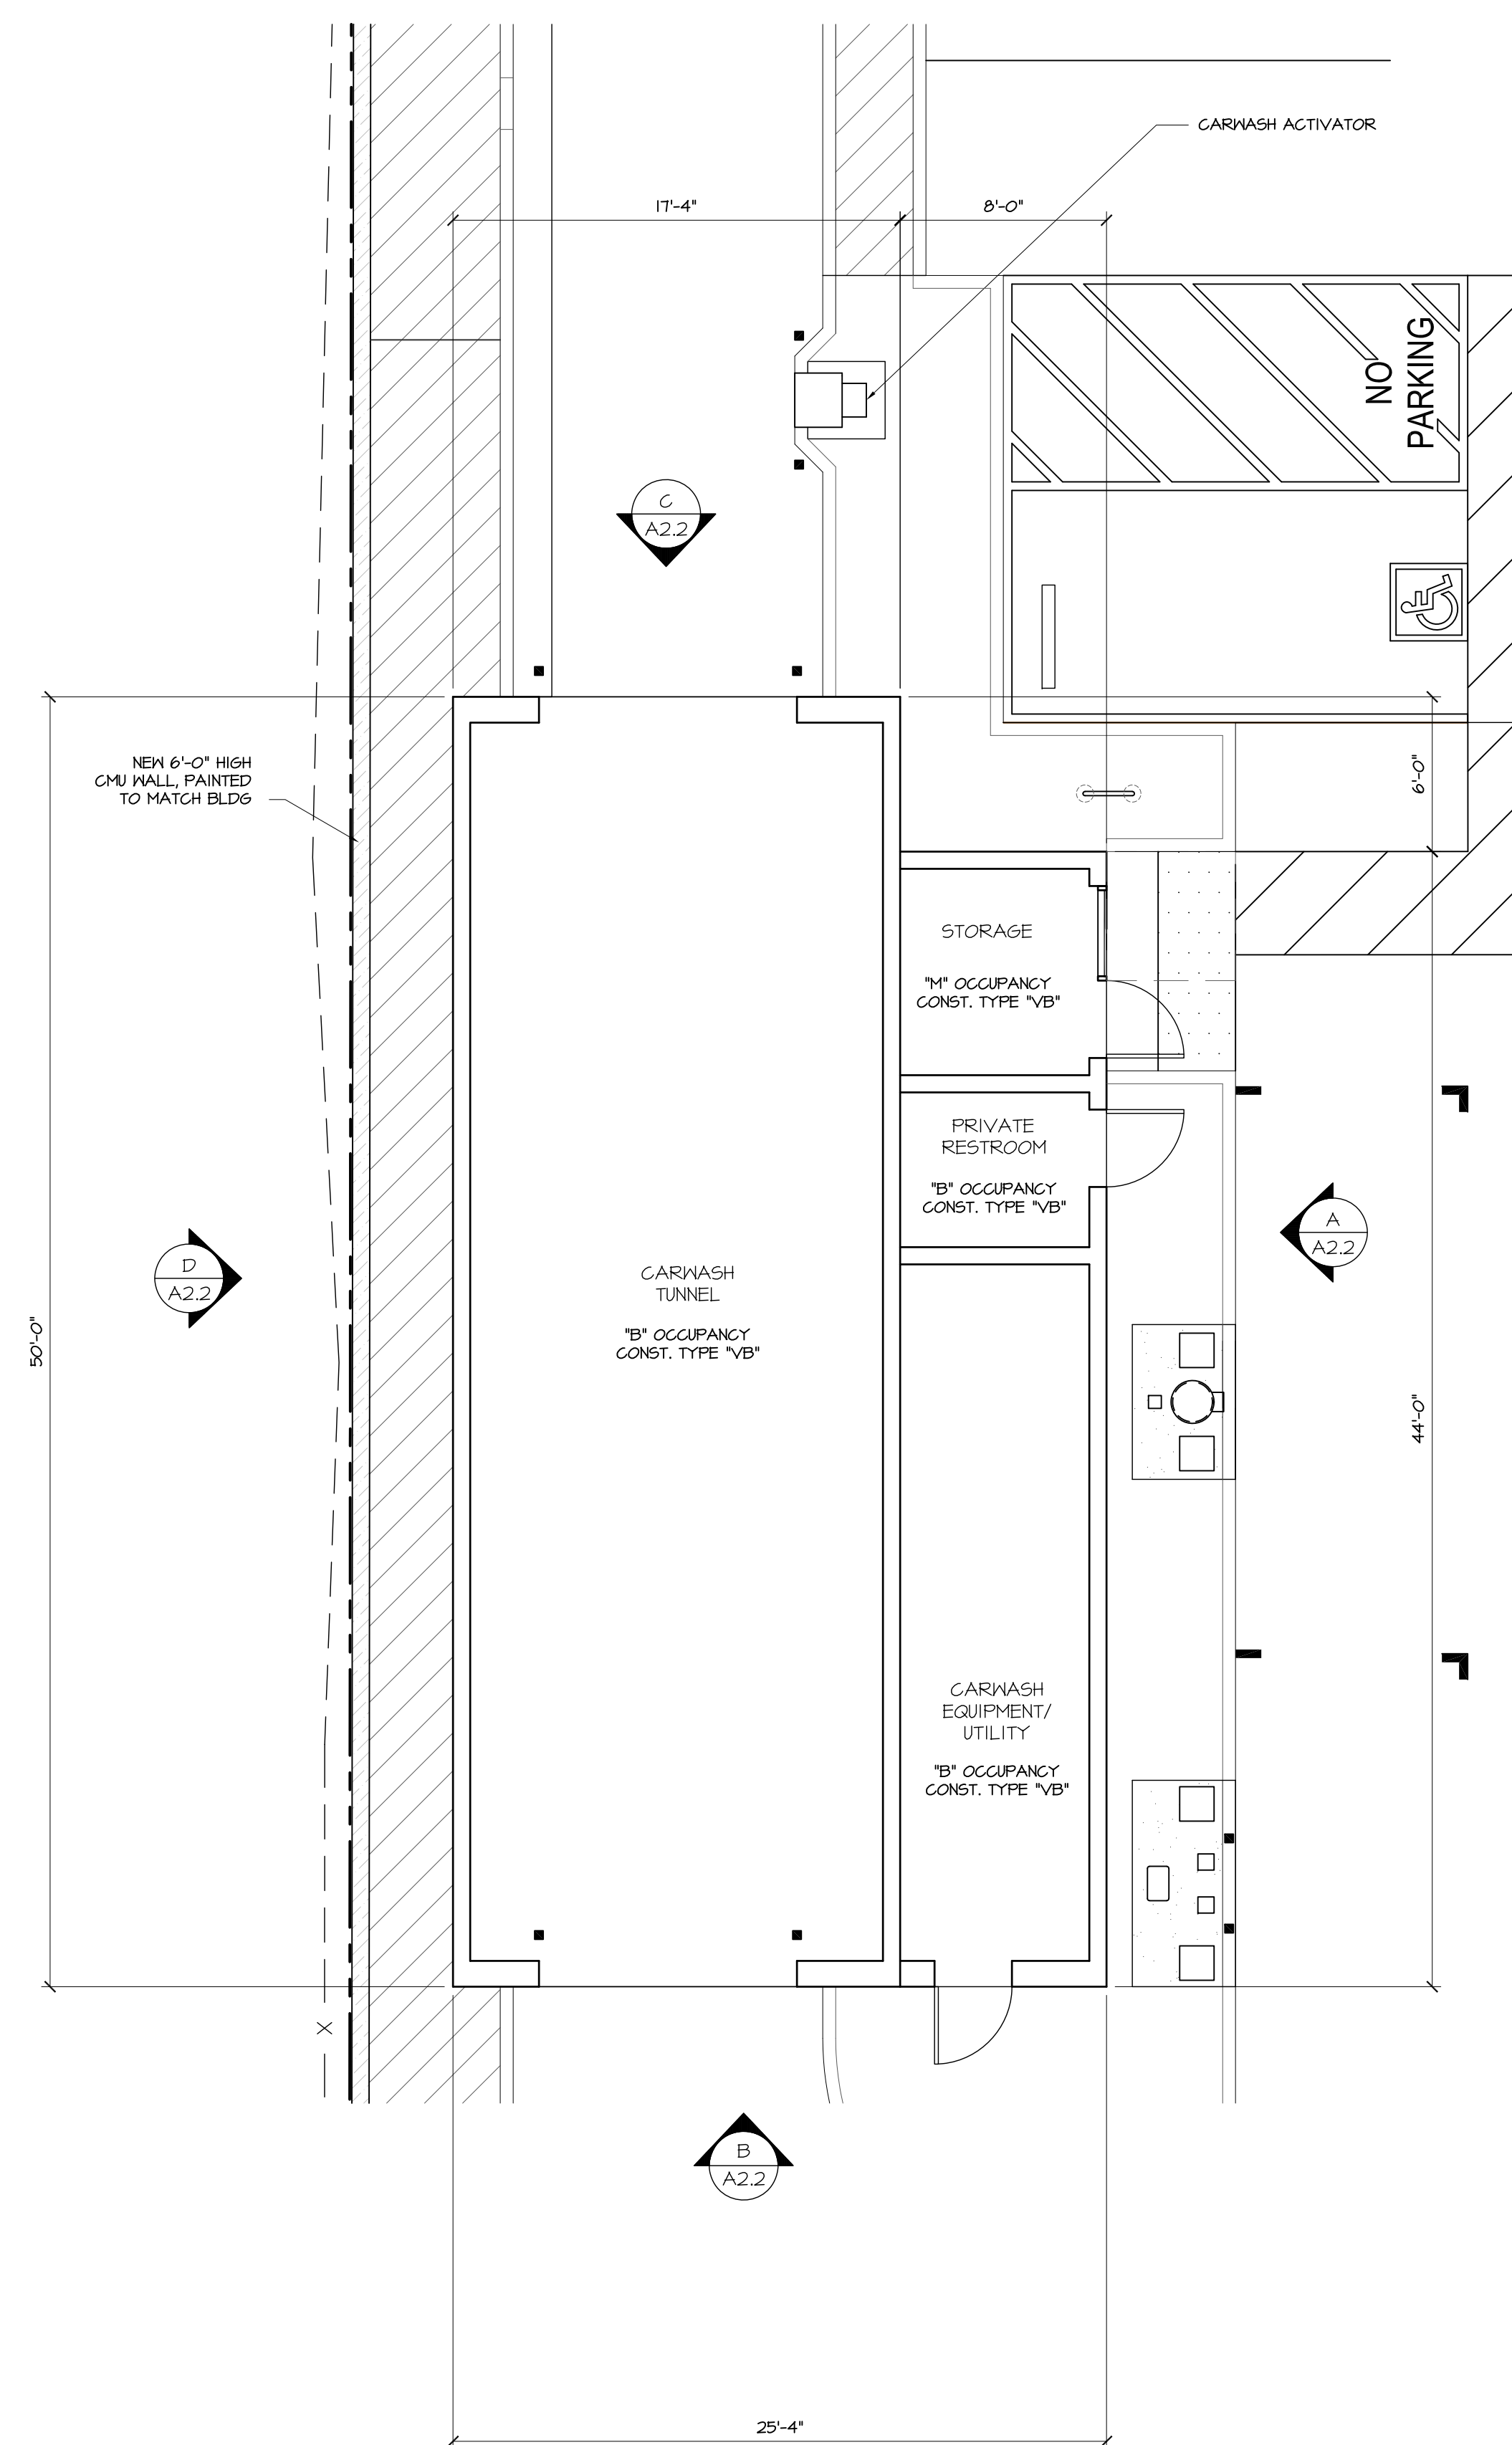 CARWASH ACTIVATOR
17'-4"
8'-0"
NO
PARKING
C
A2.2
NEW 6'-0" HIGH
CMU WALL, PAINTED
TO MATCH BLDG
6'-0"
STORAGE
"M" OCCUPANCY
CONST. TYPE "VB"
PRIVATE
RESTROOM
"B" OCCUPANCY
CONST. TYPE "VB"
A
A2.2
D
A2.2
CARWASH
TUNNEL
"B" OCCUPANCY
CONST. TYPE "VB"
50'-0"
44'-0"
CARWASH
EQUIPMENT/
UTILITY
"B" OCCUPANCY
CONST. TYPE "VB"
X
B
A2.2
25'-4"